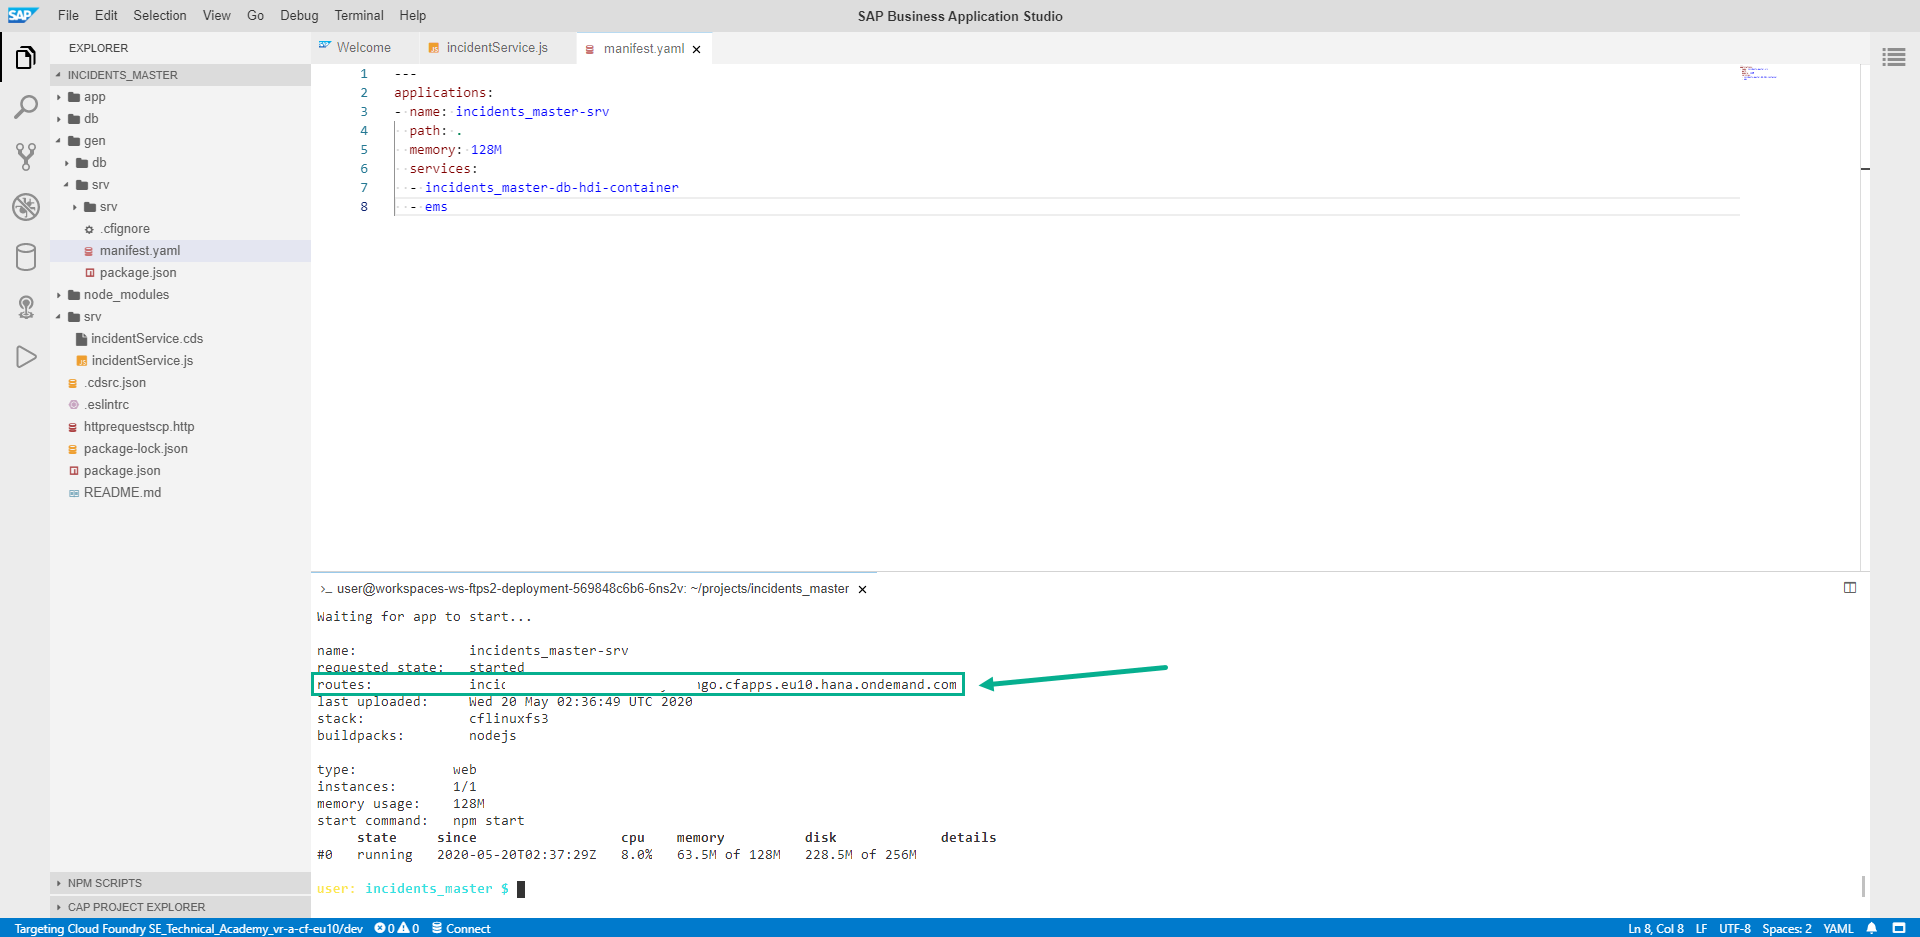 SAP File Edit Selection View Go Debug Terminal Help SAP Business Application Studio
EXPLORER
INCIDENTS_MASTER
app
db
gen
db
srv
srv
.cfignore
manifest.yaml
package.json
node_modules
srv
incidentService.cds
incidentService.js
.cdsrc.json
.eslintrc
httprequestscp.http
package-lock.json
package.json
README.md
NPM SCRIPTS
CAP PROJECT EXPLORER
Welcome incidentService.js manifest.yaml
1 ---
2 applications:
3 - name: incidents_master-srv
4 path: .
5 memory: 128M
6 services:
7 - incidents_master-db-hdi-container
8 - ems
>_ user@workspaces-ws-ftps2-deployment-569848c6b6-6ns2v: ~/projects/incidents_master
Waiting for app to start...
name: incidents_master-srv
requested state: started
routes: incid go.cfapps.eu10.hana.ondemand.com
last uploaded: Wed 20 May 02:36:49 UTC 2020
stack: cflinuxfs3
buildpacks: nodejs
type: web
instances: 1/1
memory usage: 128M
start command: npm start
state since cpu memory disk details
#0 running 2020-05-20T02:37:29Z 8.0% 63.5M of 128M 228.5M of 256M
user: incidents_master $
Targeting Cloud Foundry SE_Technical_Academy_vr-a-cf-eu10/dev 0 0 Connect Ln 8, Col 8 LF UTF-8 Spaces: 2 YAML